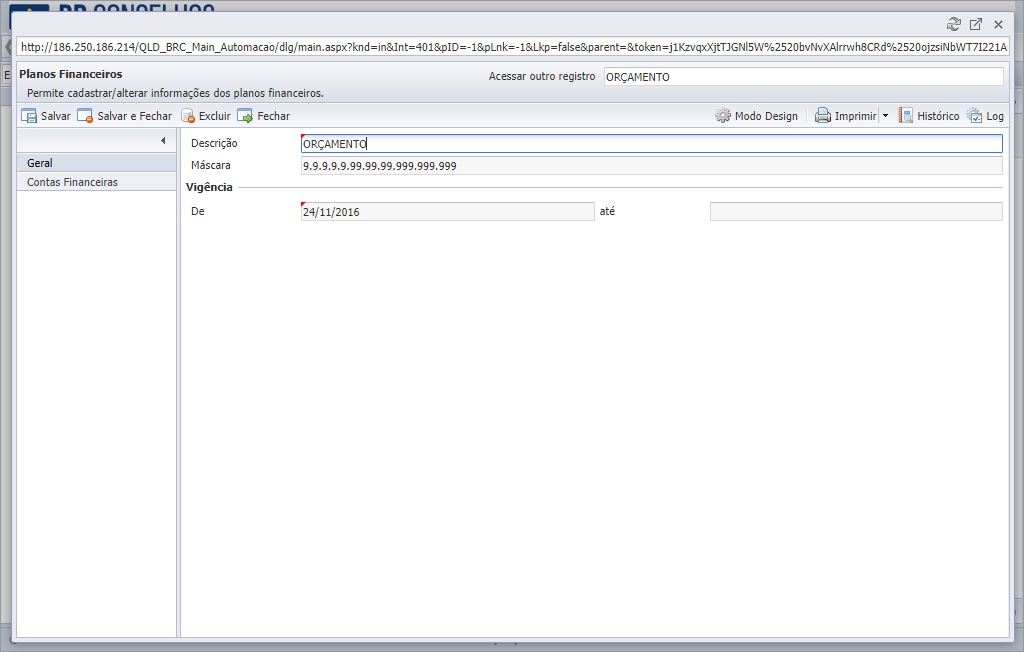 http://186.250.186.214/QLD_BRC_Main_Automacao/dlg/main.aspx?knd=in&Int=401&pID=-1&pLnk=-1&Lkp=false&parent=&token=j1KzvqxXjtTJGNl5W%2520bvNvXAlrrwh8CRd%2520ojzsiNbWT7I221A
Planos Financeiros
Acessar outro registro ORÇAMENTO
Permite cadastrar/alterar informações dos planos financeiros.
Salvar Salvar e Fechar Excluir Fechar Modo Design Imprimir Histórico Log
Descrição ORÇAMENTO
Geral
Máscara 9.9.9.9.9.99.99.99.999.999.999
Contas Financeiras
Vigência
De 24/11/2016 até